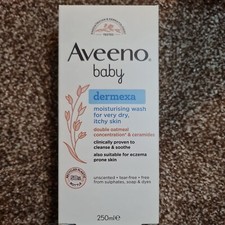 Aveeno®
baby
dermexa
moisturising wash
for very dry,
itchy skin
double oatmeal
concentration* & ceramides
clinically proven to
cleanse & soothe
also suitable for eczema
prone skin
unscented • tear-free • free
from sulphates, soap & dyes
250ml e